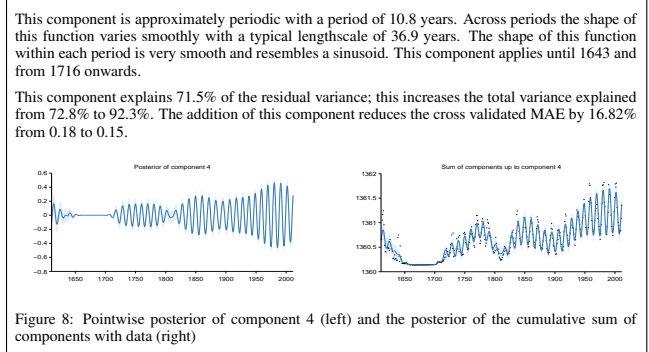 This component is approximately periodic with a period of 10.8 years. Across periods the shape of
this function varies smoothly with a typical lengthscale of 36.9 years. The shape of this function
within each period is very smooth and resembles a sinusoid. This component applies until 1643 and
from 1716 onwards.
This component explains 71.5% of the residual variance; this increases the total variance explained
from 72.8% to 92.3%. The addition of this component reduces the cross validated MAE by 16.82%
from 0.18 to 0.15.
Posterior of component 4
0.6
0.4
0.2
0
−0.2
−0.4
−0.6
−0.8
1650 1700 1750 1800 1850 1900 1950 2000
Sum of components up to component 4
1362
1361.5
1361
1360.5
1360
1650 1700 1750 1800 1850 1900 1950 2000
Figure 8: Pointwise posterior of component 4 (left) and the posterior of the cumulative sum of
components with data (right)